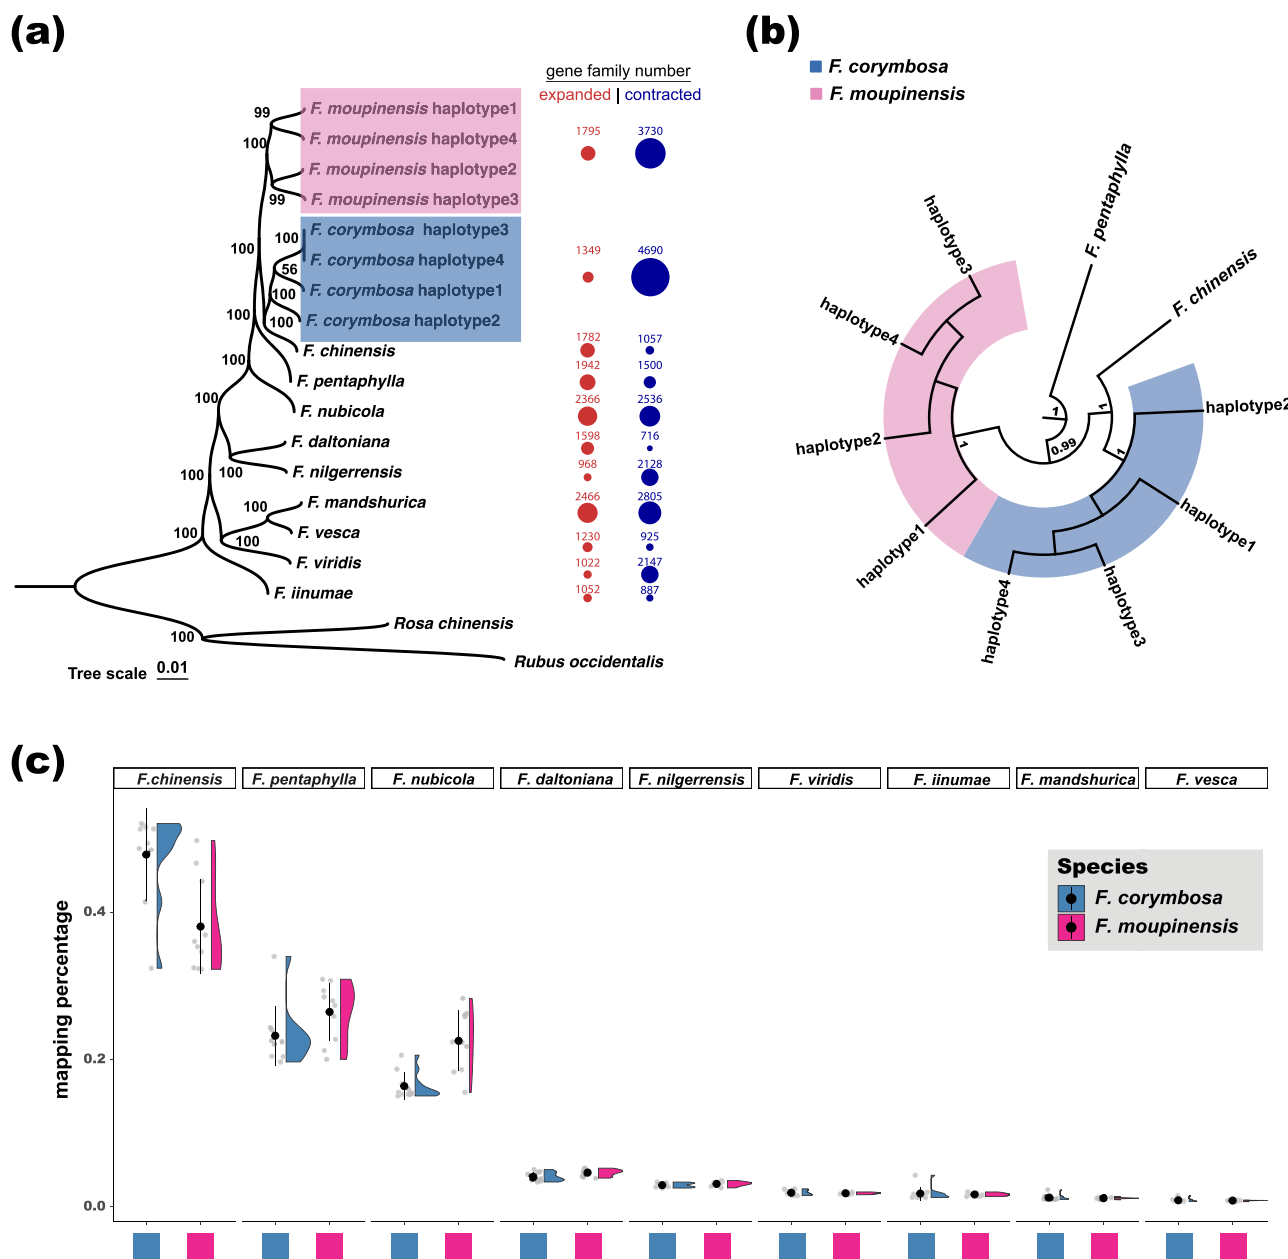 (a)
gene family number
expanded | contracted
99
F. moupinensis haplotype1
1795
3730
100
F. moupinensis haplotype4
F. moupinensis haplotype2
99
F. moupinensis haplotype3
100
100
F. corymbosa haplotype3
1349
4690
56
F. corymbosa haplotype4
100
F. corymbosa haplotype1
100
100
F. corymbosa haplotype2
1782
1057
F. chinensis
100
1942
1500
F. pentaphylla
100
2366
2536
F. nubicola
1598
716
F. daltoniana
100
100
968
2128
F. nilgerrensis
2466
2805
100
F. mandshurica
100
100
1230
925
F. vesca
1022
2147
F. viridis
1052
887
F. iinumae
Rosa chinensis
100
Rubus occidentalis
Tree scale 0.01
(b)
F. corymbosa
F. moupinensis
F. pentaphylla
F. chinensis
haplotype3
haplotype4
haplotype2
haplotype1
haplotype2
haplotype1
haplotype4
haplotype3
1
1
0.99
1
1
(c)
F.chinensis
F. pentaphylla
F. nubicola
F. daltoniana
F. nilgerrensis
F. viridis
F. iinumae
F. mandshurica
F. vesca
mapping percentage
0.4
0.2
0.0
Species
F. corymbosa
F. moupinensis